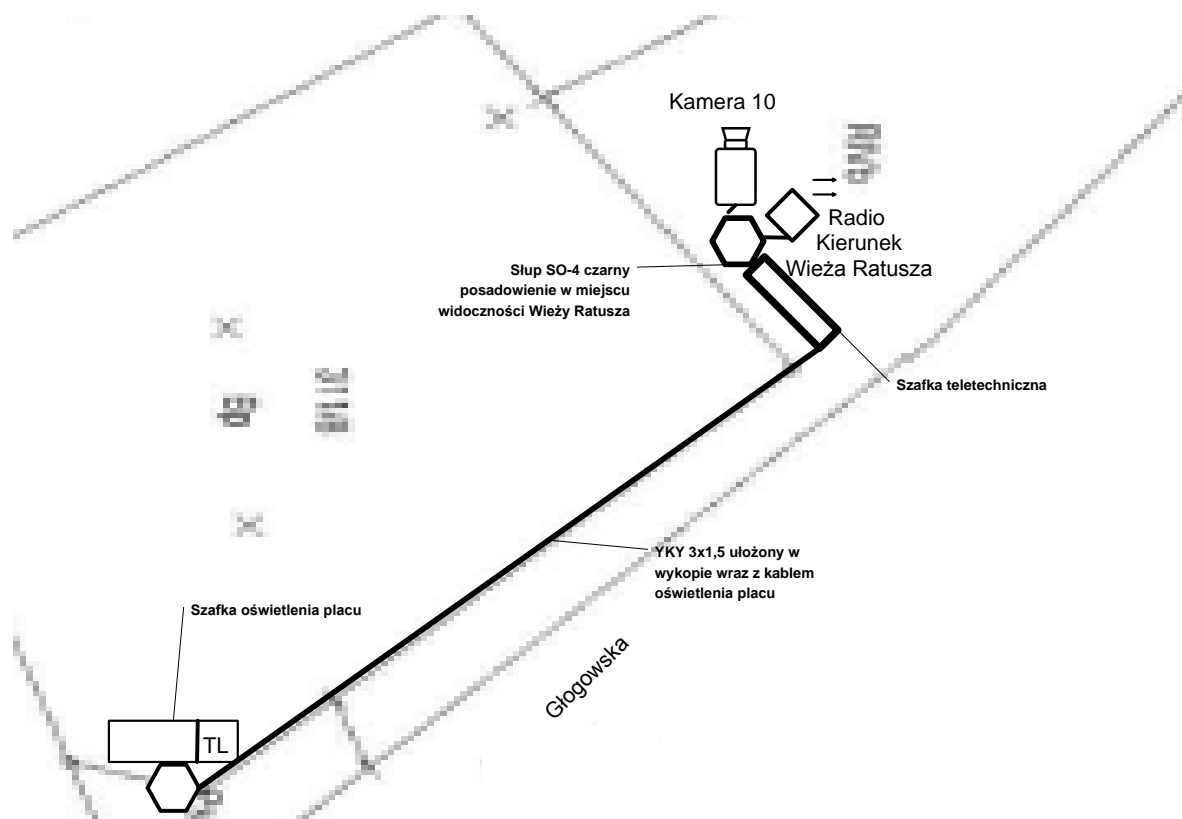 Kamera 10
Radio
Kierunek
Wieża Ratusza
Słup SO-4 czarny
posadowienie w miejscu
widoczności Wieży Ratusza
Szafka teletechniczna
YKY 3x1,5 ułożony w
wykopie wraz z kablem
oświetlenia placu
Szafka oświetlenia placu
Głogowska
TL